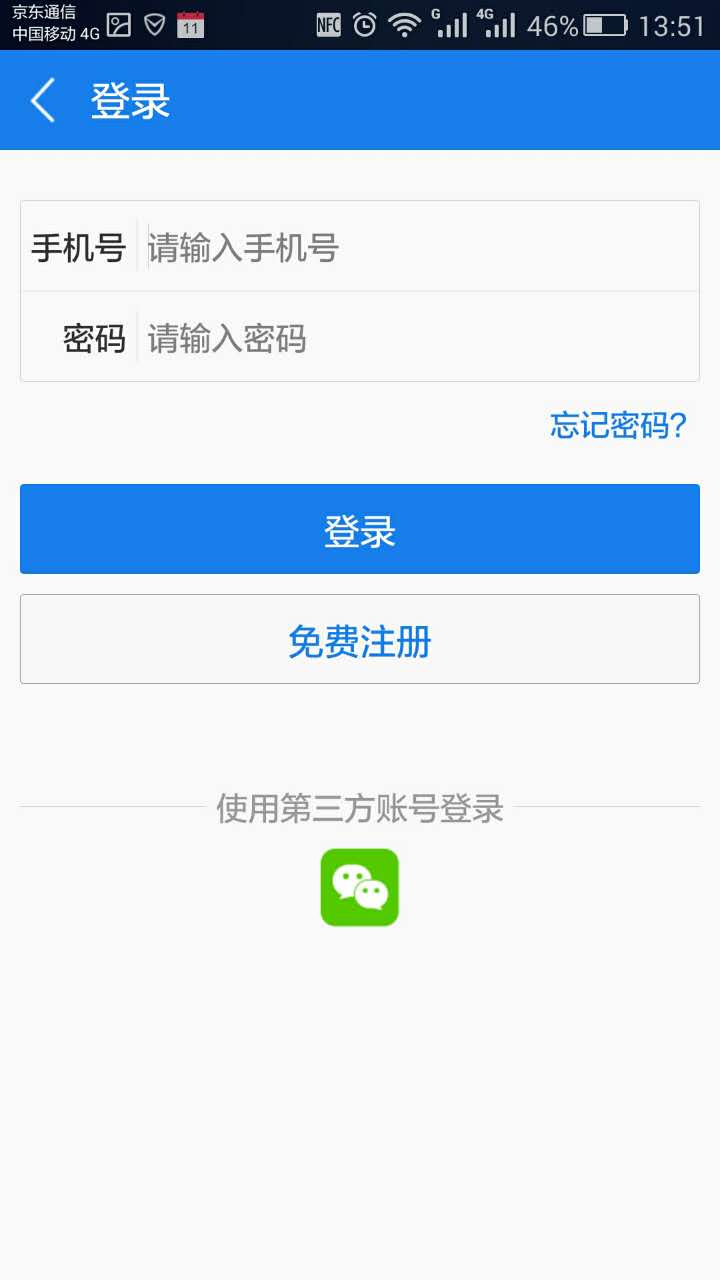 京东通信
中国移动 4G
11
NFC
G
4G
46%
13:51
登录
手机号 请输入手机号
密码 请输入密码
忘记密码?
登录
免费注册
使用第三方账号登录